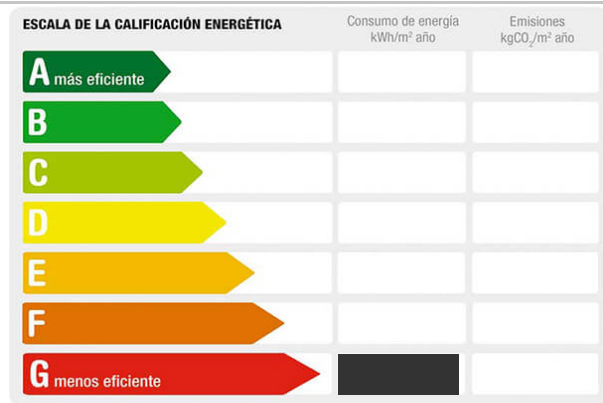 ESCALA DE LA CALIFICACIÓN ENERGÉTICA
Consumo de energía
kWh/m² año
Emisiones
kgCO₂/m² año
A más eficiente
B
C
D
E
F
G menos eficiente